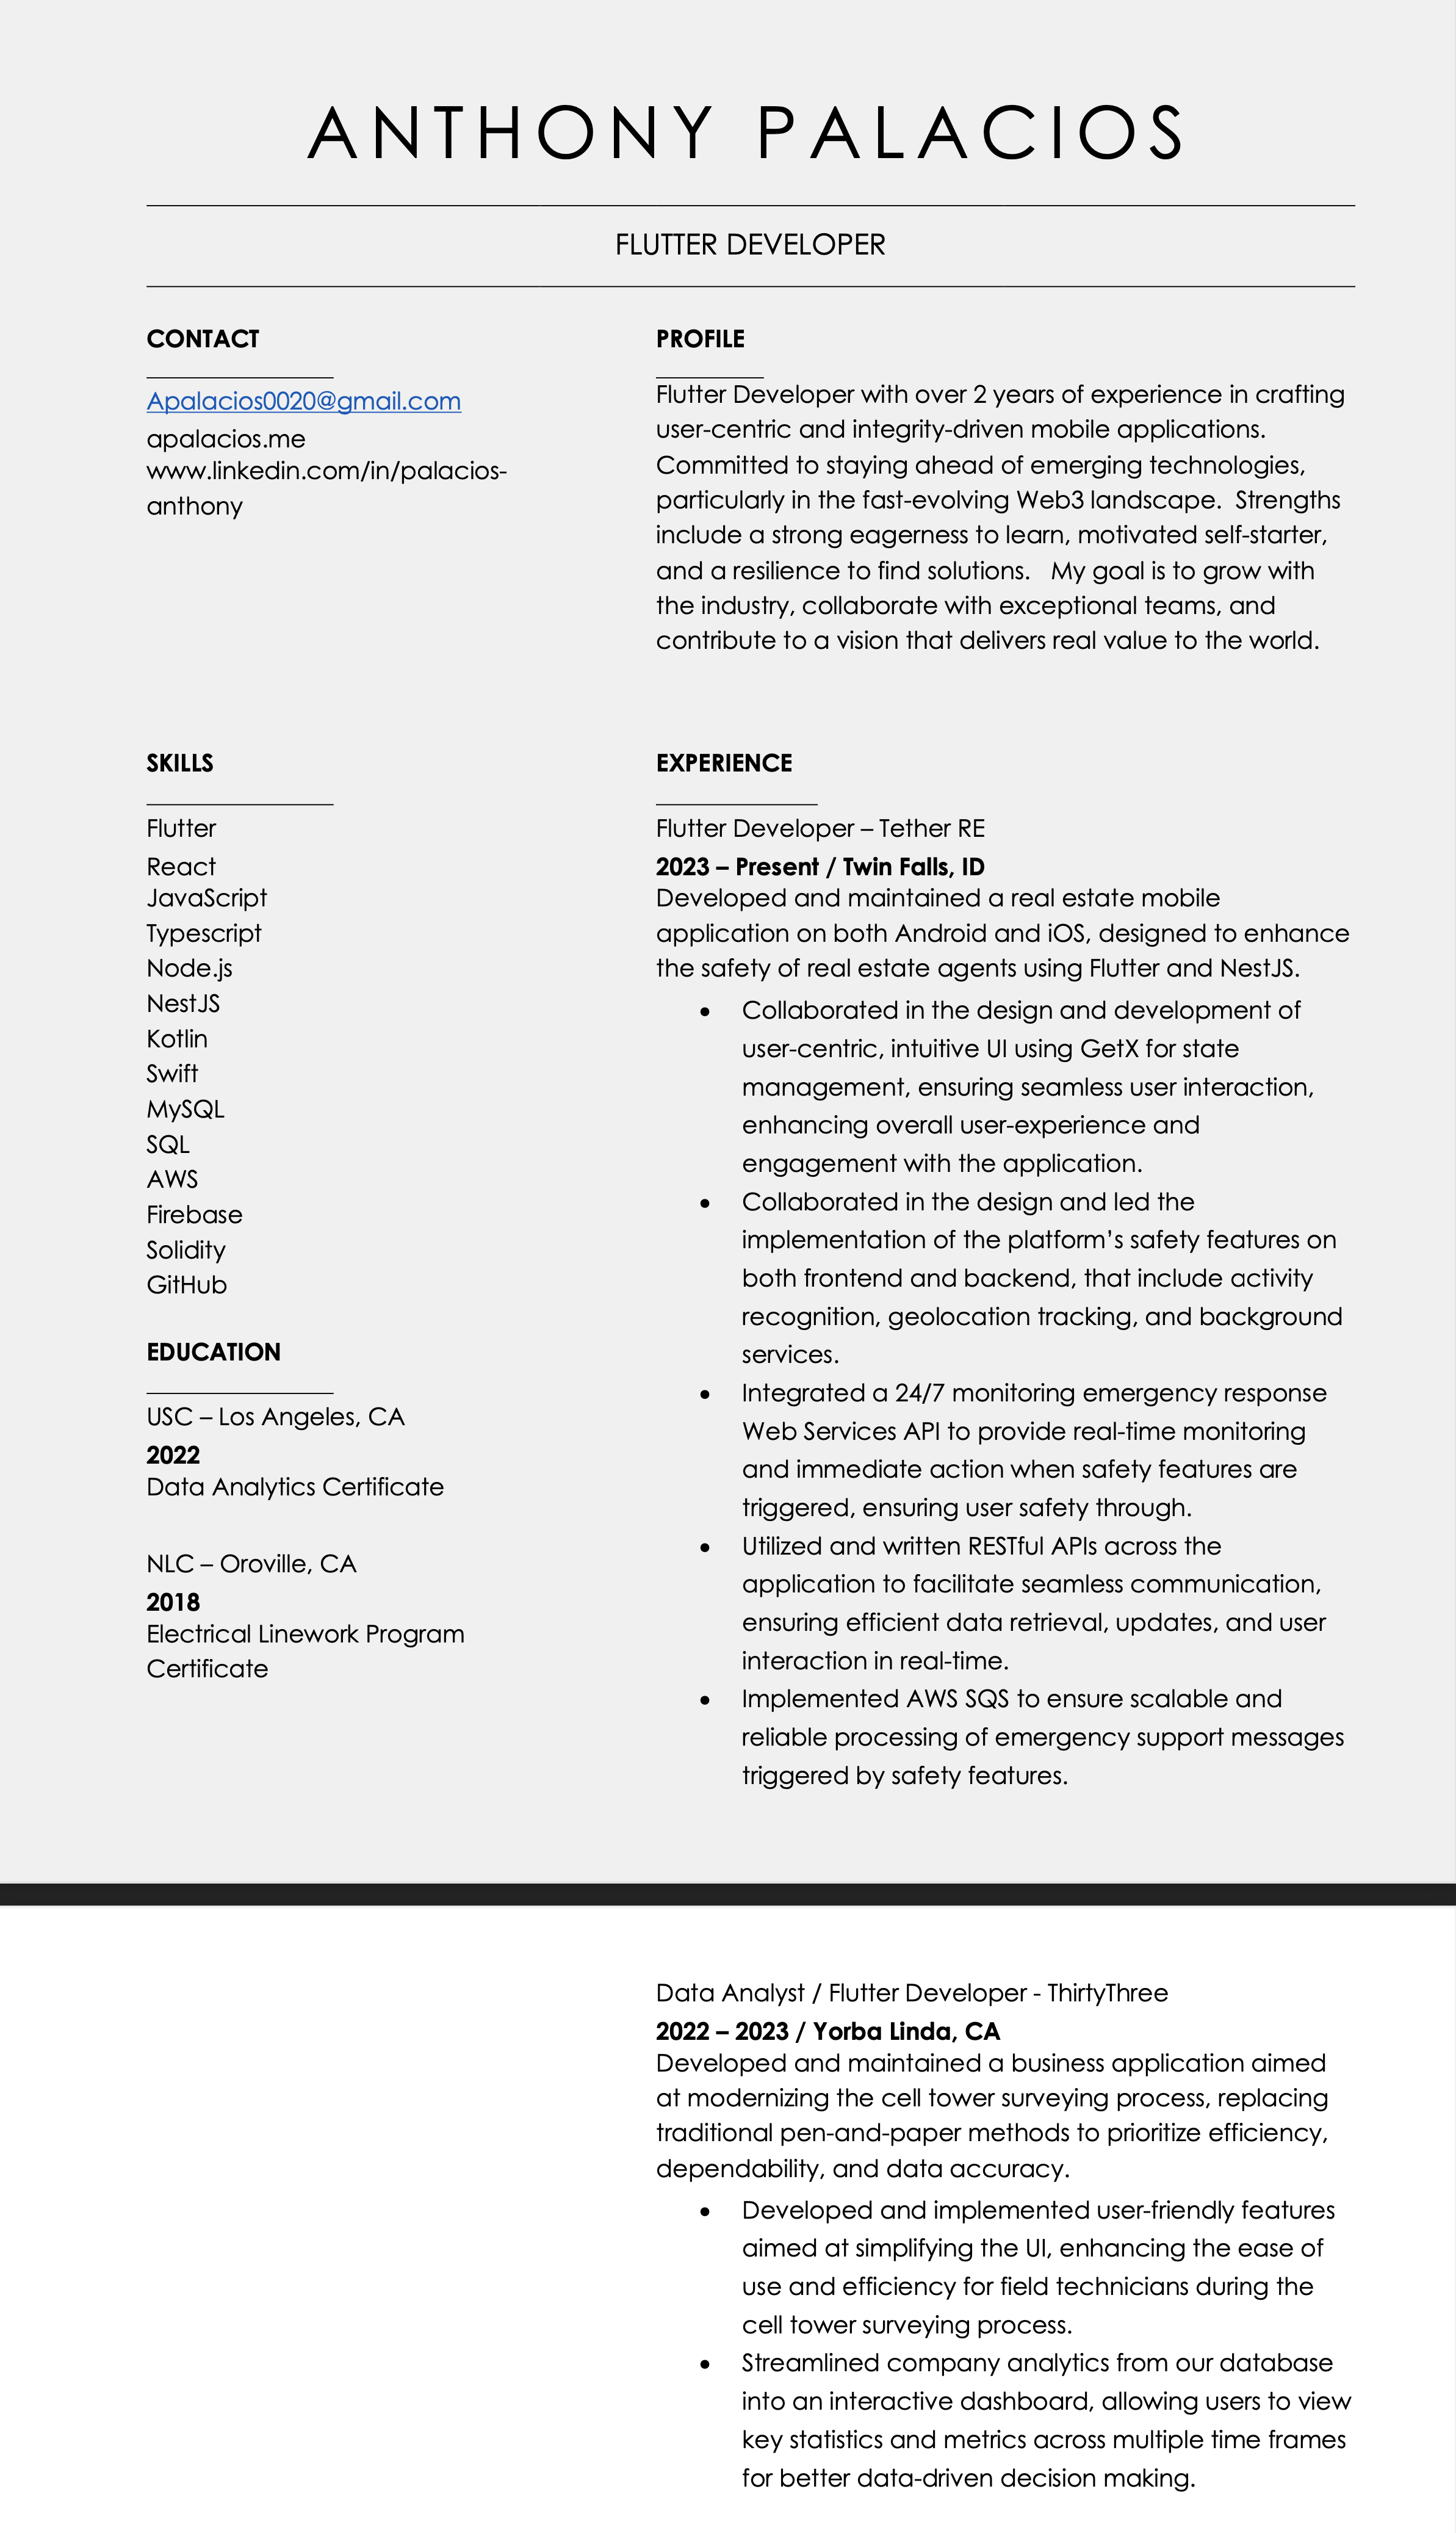 ANTHONY PALACIOS
FLUTTER DEVELOPER
CONTACT
Apalacios0020@gmail.com
apalacios.me
www.linkedin.com/in/palacios-
anthony
PROFILE
Flutter Developer with over 2 years of experience in crafting
user-centric and integrity-driven mobile applications.
Committed to staying ahead of emerging technologies,
particularly in the fast-evolving Web3 landscape.  Strengths
include a strong eagerness to learn, motivated self-starter,
and a resilience to find solutions.   My goal is to grow with
the industry, collaborate with exceptional teams, and
contribute to a vision that delivers real value to the world.
SKILLS
Flutter
React
JavaScript
Typescript
Node.js
NestJS
Kotlin
Swift
MySQL
SQL
AWS
Firebase
Solidity
GitHub
EDUCATION
USC – Los Angeles, CA
2022
Data Analytics Certificate
NLC – Oroville, CA
2018
Electrical Linework Program
Certificate
EXPERIENCE
Flutter Developer – Tether RE
2023 – Present / Twin Falls, ID
Developed and maintained a real estate mobile
application on both Android and iOS, designed to enhance
the safety of real estate agents using Flutter and NestJS.
• Collaborated in the design and development of
user-centric, intuitive UI using GetX for state
management, ensuring seamless user interaction,
enhancing overall user-experience and
engagement with the application.
• Collaborated in the design and led the
implementation of the platform’s safety features on
both frontend and backend, that include activity
recognition, geolocation tracking, and background
services.
• Integrated a 24/7 monitoring emergency response
Web Services API to provide real-time monitoring
and immediate action when safety features are
triggered, ensuring user safety through.
• Utilized and written RESTful APIs across the
application to facilitate seamless communication,
ensuring efficient data retrieval, updates, and user
interaction in real-time.
• Implemented AWS SQS to ensure scalable and
reliable processing of emergency support messages
triggered by safety features.
Data Analyst / Flutter Developer - ThirtyThree
2022 – 2023 / Yorba Linda, CA
Developed and maintained a business application aimed
at modernizing the cell tower surveying process, replacing
traditional pen-and-paper methods to prioritize efficiency,
dependability, and data accuracy.
• Developed and implemented user-friendly features
aimed at simplifying the UI, enhancing the ease of
use and efficiency for field technicians during the
cell tower surveying process.
• Streamlined company analytics from our database
into an interactive dashboard, allowing users to view
key statistics and metrics across multiple time frames
for better data-driven decision making.